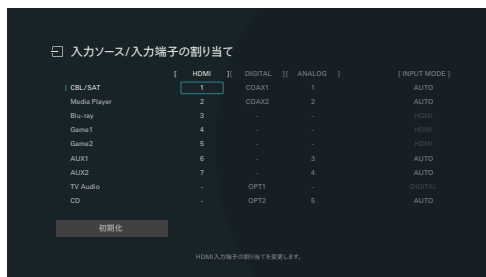 入力ソース/入力端子の割り当て
[ HDMI ][ DIGITAL ][ ANALOG ] [ INPUT MODE ]
CBL/SAT 1 COAX1 1 AUTO
Media Player 2 COAX2 2 AUTO
Blu-ray 3 - - HDMI
Game1 4 - - HDMI
Game2 5 - - HDMI
AUX1 6 - 3 AUTO
AUX2 7 - 4 AUTO
TV Audio - OPT1 - DIGITAL
CD - OPT2 5 AUTO
初期化
HDMI入力端子の割り当てを変更します。